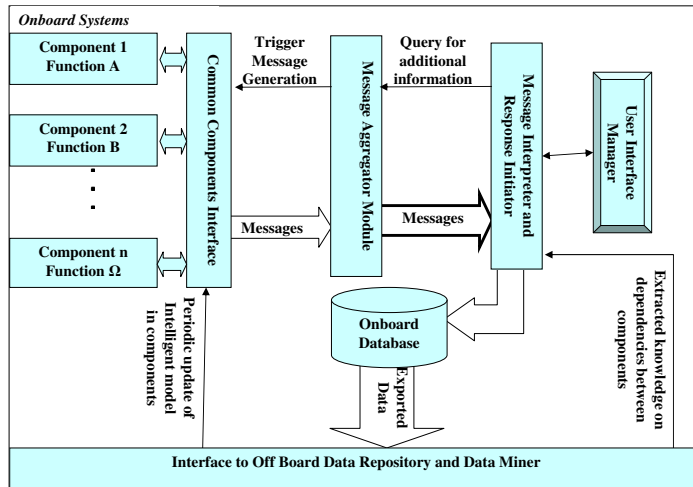 Onboard Systems
Component 1
Function A
Component 2
Function B
.
.
.
Component n
Function Ω
Common Components Interface
Trigger
Message
Generation
Messages
Message Aggregator Module
Query for
additional
information
Messages
Message Interpreter and
Response Initiator
User Interface
Manager
Onboard
Database
Periodic update of
Intelligent model
in components
Exported
Data
Extracted knowledge on
dependencies between
components
Interface to Off Board Data Repository and Data Miner